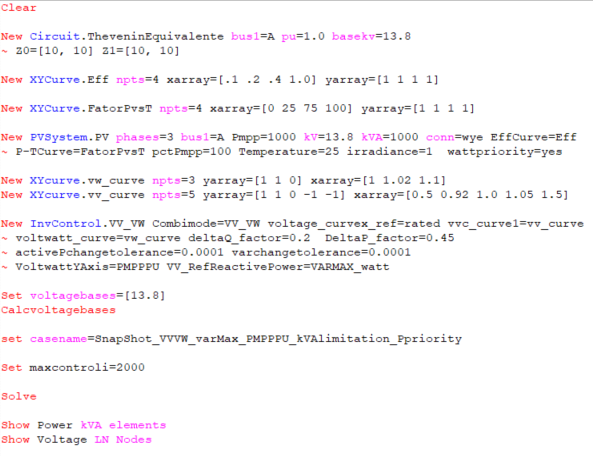 Clear
New Circuit.TheveninEquivalente bus1=A pu=1.0 basekv=13.8
~ Z0=[10, 10] Z1=[10, 10]
New XYCurve.Eff npts=4 xarray=[.1 .2 .4 1.0] yarray=[1 1 1 1]
New XYCurve.FatorPvsT npts=4 xarray=[0 25 75 100] yarray=[1 1 1 1]
New PVSystem.PV phases=3 bus1=A Pmpp=1000 kV=13.8 kVA=1000 conn=wye EffCurve=Eff
~ P-TCurve=FatorPvsT pctPmpp=100 Temperature=25 irradiance=1 wattpriority=yes
New XYcurve.vw_curve npts=3 yarray=[1 1 0] xarray=[1 1.02 1.1]
New XYcurve.vv_curve npts=5 yarray=[1 1 0 -1 -1] xarray=[0.5 0.92 1.0 1.05 1.5]
New InvControl.VV_VW Combimode=VV_VW voltage_curvex_ref=rated vvc_curve1=vv_curve
~ voltwatt_curve=vw_curve deltaQ_factor=0.2 DeltaP_factor=0.45
~ activePchangetolerance=0.0001 varchangetolerance=0.0001
~ VoltwattYAxis=PMPPPU VV_RefReactivePower=VARMAX_watt
Set voltagebases=[13.8]
Calcvoltagebases
set casename=SnapShot_VVVW_varMax_PMPPPU_kVAlimitation_Ppriority
Set maxcontroli=2000
Solve
Show Power kVA elements
Show Voltage LN Nodes